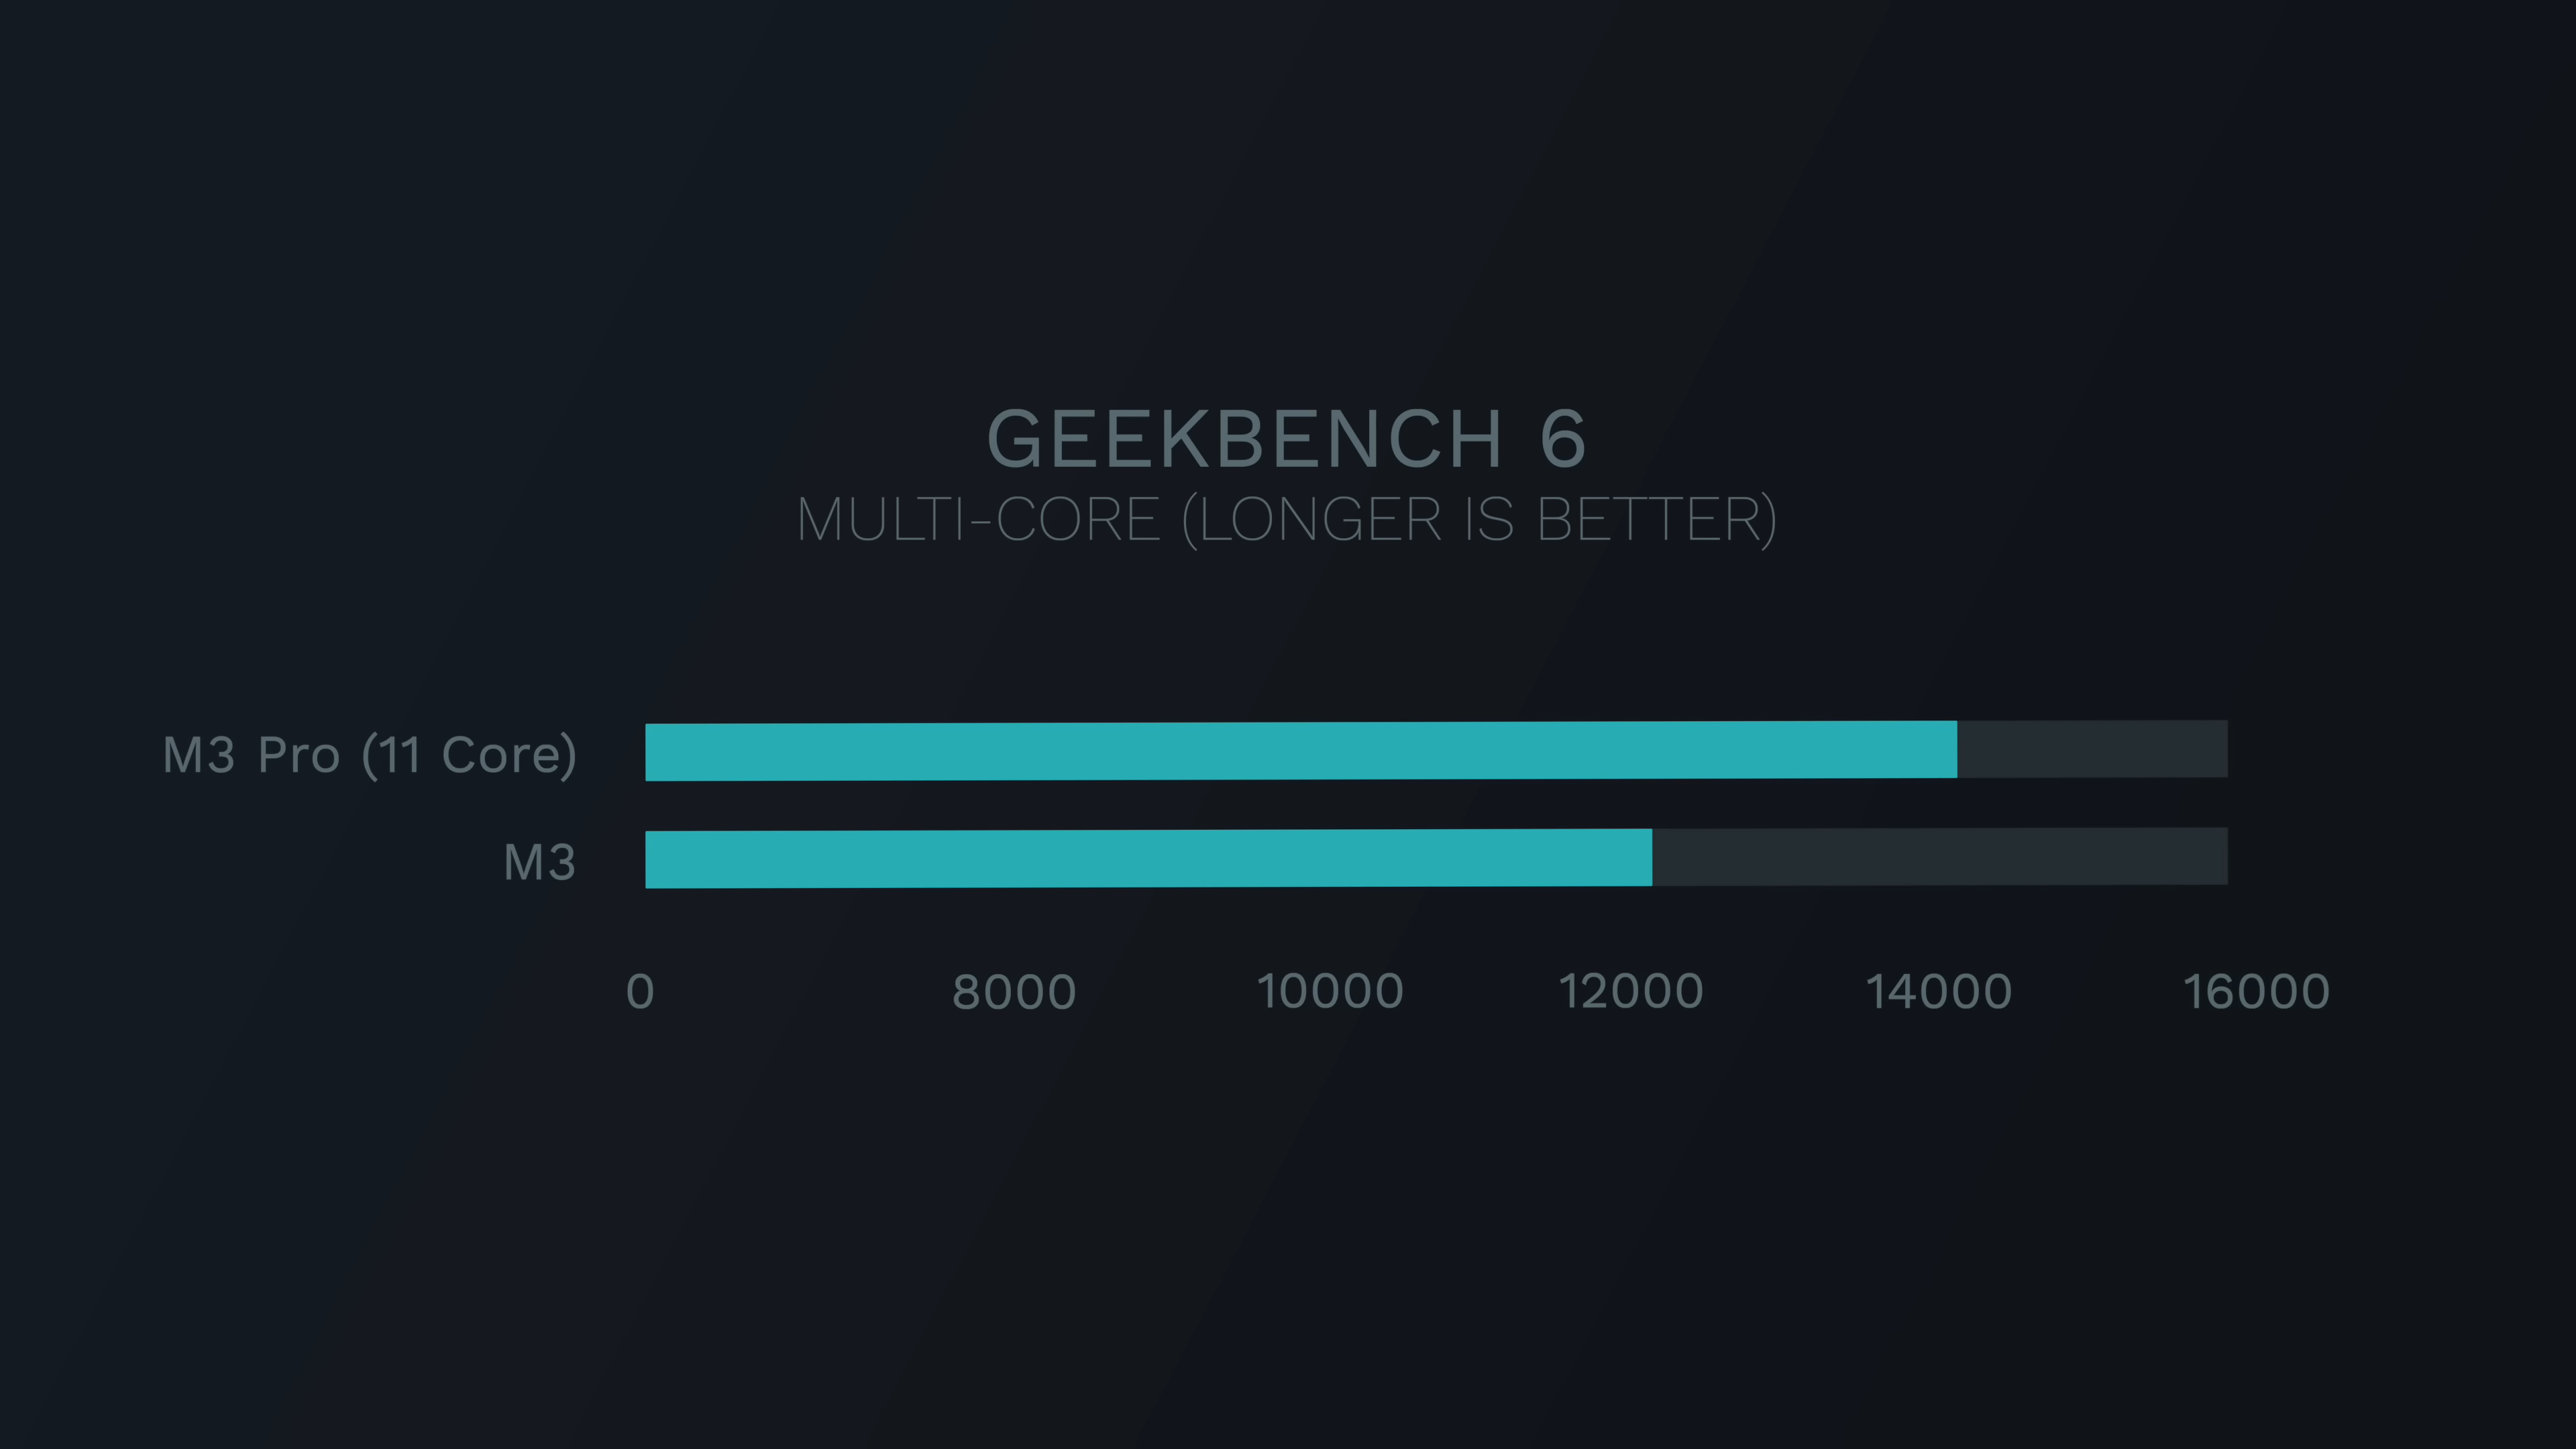 GEEKBENCH 6
MULTI-CORE (LONGER IS BETTER)
M3 Pro (11 Core)
M3
0 8000 10000 12000 14000 16000